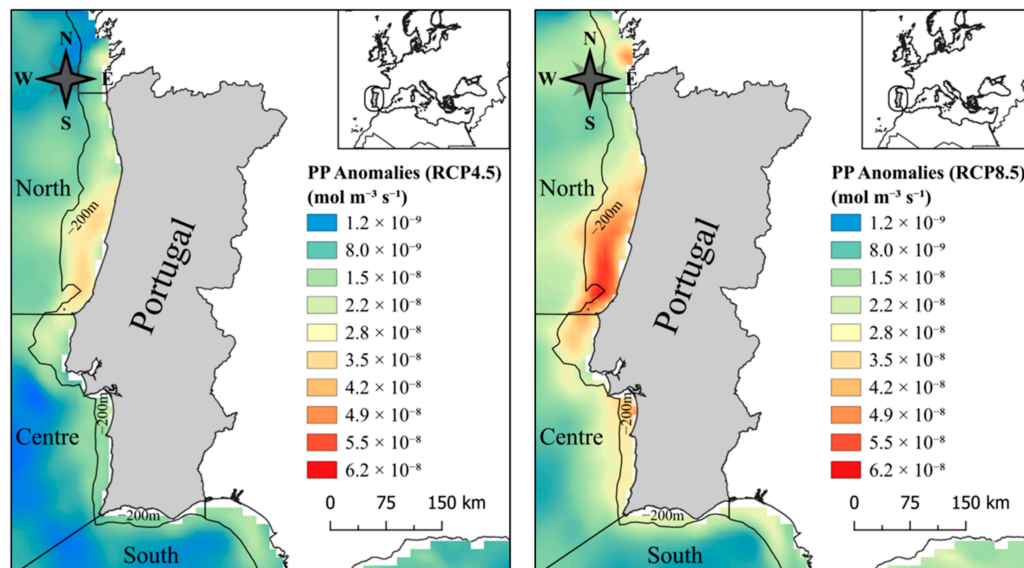 N
W E
S
North
−200m
Portugal
Centre
−200m
−200m
South
PP Anomalies (RCP4.5)
(mol m⁻³ s⁻¹)
1.2 × 10⁻⁹
8.0 × 10⁻⁹
1.5 × 10⁻⁸
2.2 × 10⁻⁸
2.8 × 10⁻⁸
3.5 × 10⁻⁸
4.2 × 10⁻⁸
4.9 × 10⁻⁸
5.5 × 10⁻⁸
6.2 × 10⁻⁸
0 75 150 km
N
W E
S
North
−200m
Portugal
Centre
−200m
−200m
South
PP Anomalies (RCP8.5)
(mol m⁻³ s⁻¹)
1.2 × 10⁻⁹
8.0 × 10⁻⁹
1.5 × 10⁻⁸
2.2 × 10⁻⁸
2.8 × 10⁻⁸
3.5 × 10⁻⁸
4.2 × 10⁻⁸
4.9 × 10⁻⁸
5.5 × 10⁻⁸
6.2 × 10⁻⁸
0 75 150 km